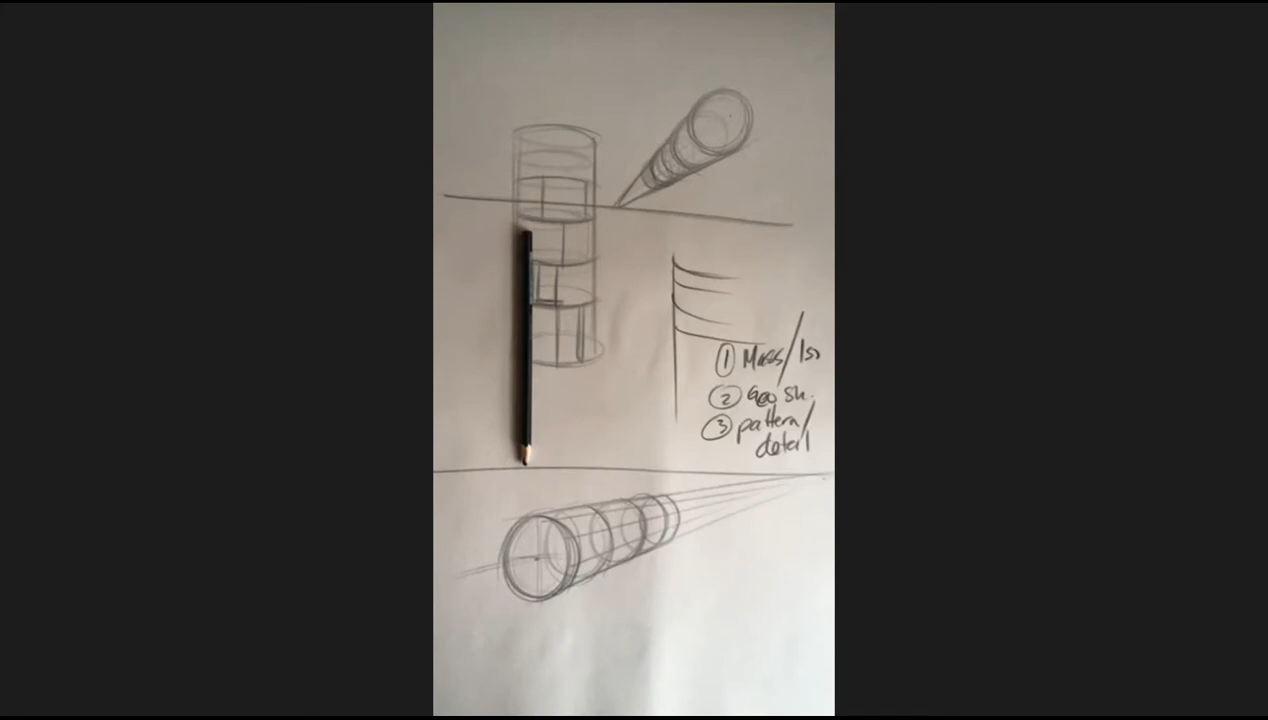 ① Mass/
② Geo Sh.
③ pattern/
detail